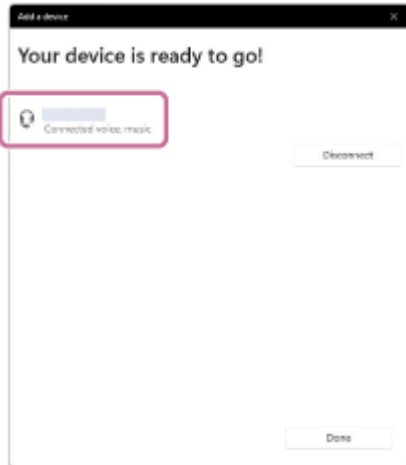 Add a device
Your device is ready to go!
Connected voice, music
Disconnect
Done